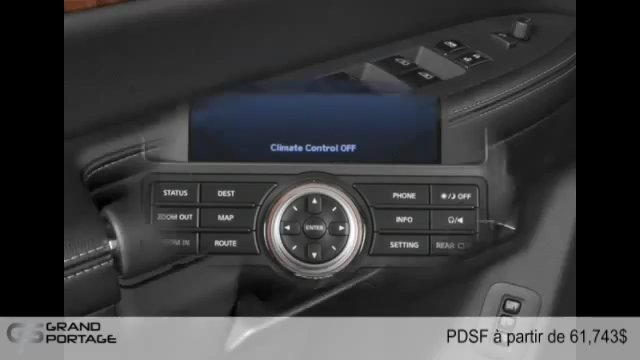 Climate Control OFF
STATUS DEST PHONE OFF
ZOOM OUT MAP INFO
ROUTE SETTING REAR
ENTER
GRAND
PORTAGE
PDSF à partir de 61,743$